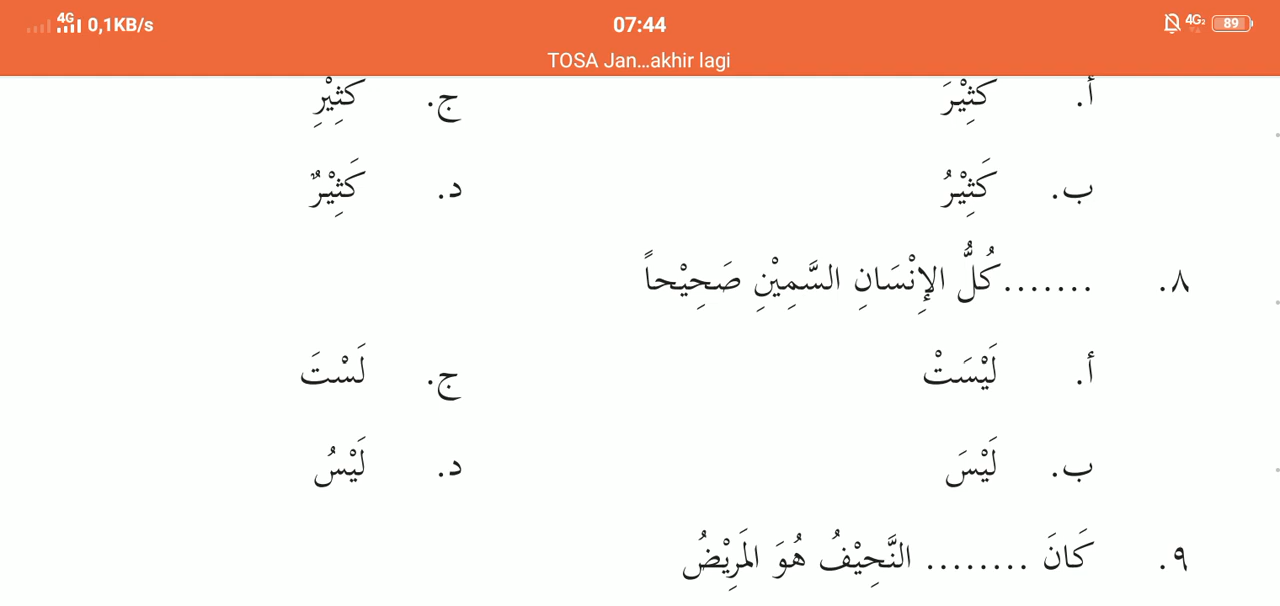 4G 0,1KB/s 07:44 4G₂ 89
TOSA Jan...akhir lagi
أ. كَثِيْرَ ج. كَثِيْرِ
ب. كَثِيْرُ د. كَثِيْرٌ
٨. .......كُلُّ الإِنْسَانِ السَّمِيْنِ صَحِيْحاً
أ. لَيْسَتْ ج. لَسْتَ
ب. لَيْسَ د. لَيْسُ
٩. كَانَ ........ النَّحِيْفُ هُوَ المَرِيْضُ